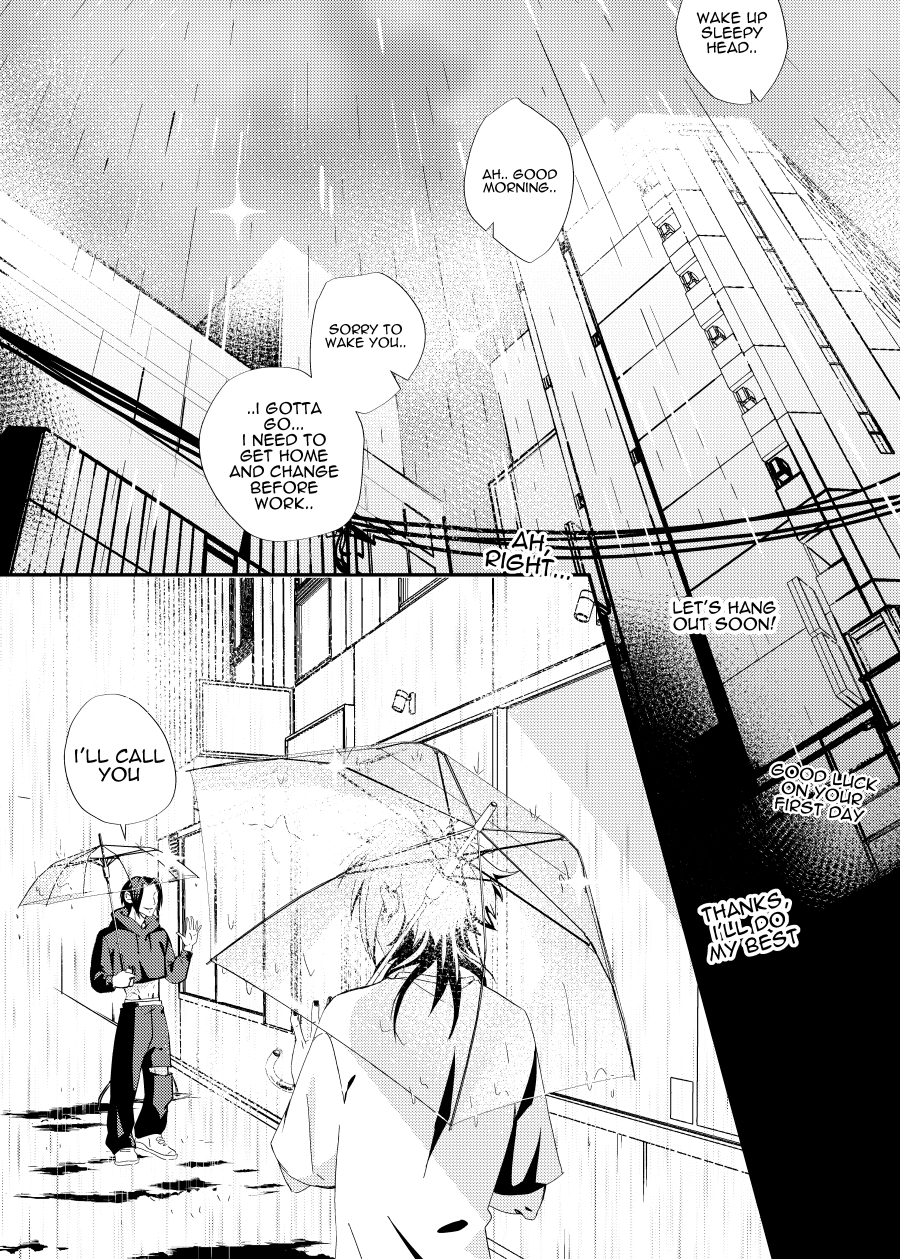 WAKE UP
SLEEPY
HEAD..
AH.. GOOD
MORNING..
SORRY TO
WAKE YOU..
..I GOTTA
GO...
I NEED TO
GET HOME
AND CHANGE
BEFORE
WORK..
AH,
RIGHT...
LET'S HANG
OUT SOON!
GOOD LUCK
ON YOUR
FIRST DAY
THANKS,
I'LL DO
MY BEST
I'LL CALL
YOU